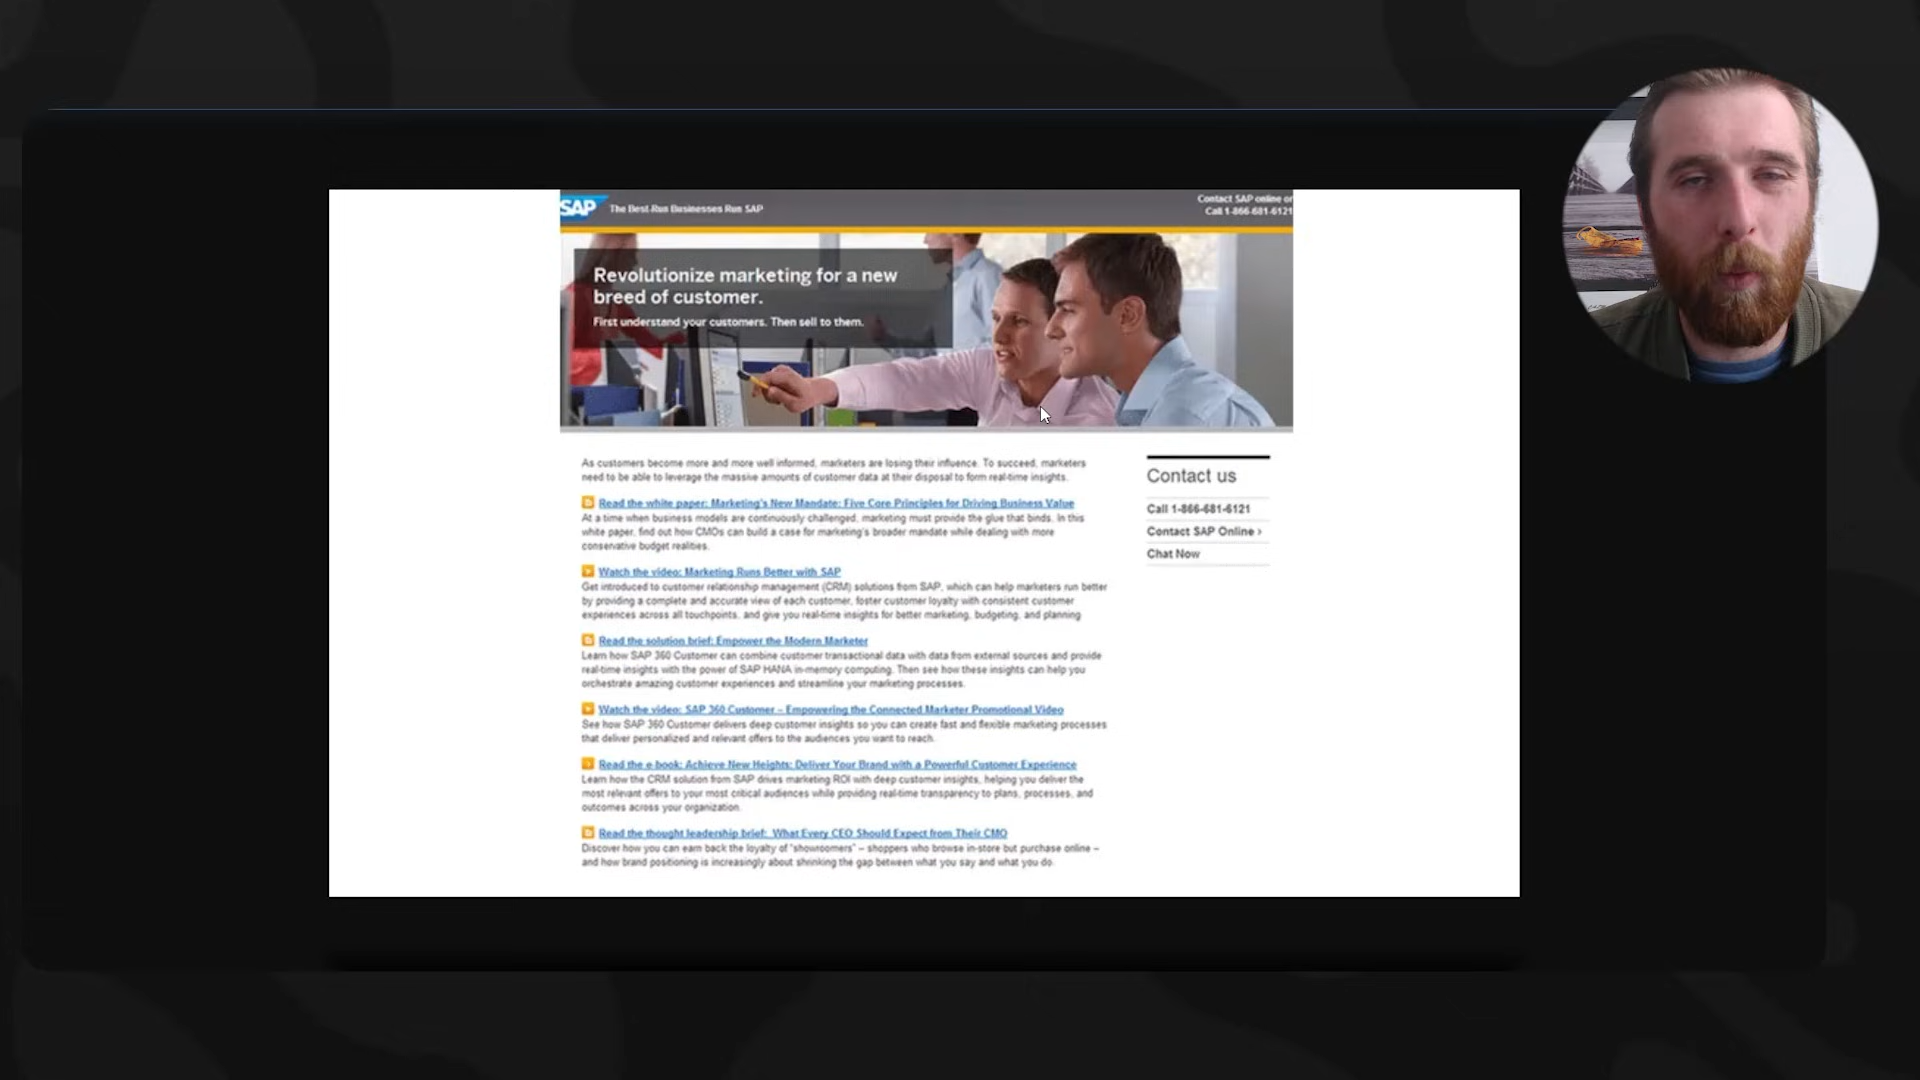 SAP The Best-Run Businesses Run SAP
Contact SAP online or
Call 1-866-681-6121
Revolutionize marketing for a new
breed of customer.
First understand your customers. Then sell to them.
As customers become more and more well informed, marketers are losing their influence. To succeed, marketers
need to be able to leverage the massive amounts of customer data at their disposal to form real-time insights.
Read the white paper: Marketing's New Mandate: Five Core Principles for Driving Business Value
At a time when business models are continuously challenged, marketing must provide the glue that binds. In this
white paper, find out how CMOs can build a case for marketing's broader mandate while dealing with more
conservative budget realities.
Watch the video: Marketing Runs Better with SAP
Get introduced to customer relationship management (CRM) solutions from SAP, which can help marketers run better
by providing a complete and accurate view of each customer, foster customer loyalty with consistent customer
experiences across all touchpoints, and give you real-time insights for better marketing, budgeting, and planning
Read the solution brief: Empower the Modern Marketer
Learn how SAP 360 Customer can combine customer transactional data with data from external sources and provide
real-time insights with the power of SAP HANA in-memory computing. Then see how these insights can help you
orchestrate amazing customer experiences and streamline your marketing processes.
Watch the video: SAP 360 Customer – Empowering the Connected Marketer Promotional Video
See how SAP 360 Customer delivers deep customer insights so you can create fast and flexible marketing processes
that deliver personalized and relevant offers to the audiences you want to reach.
Read the e-book: Achieve New Heights: Deliver Your Brand with a Powerful Customer Experience
Learn how the CRM solution from SAP drives marketing ROI with deep customer insights, helping you deliver the
most relevant offers to your most critical audiences while providing real-time transparency to plans, processes, and
outcomes across your organization.
Read the thought leadership brief: What Every CEO Should Expect from Their CMO
Discover how you can earn back the loyalty of "showroomers" – shoppers who browse in-store but purchase online –
and how brand positioning is increasingly about shrinking the gap between what you say and what you do.
Contact us
Call 1-866-681-6121
Contact SAP Online ›
Chat Now